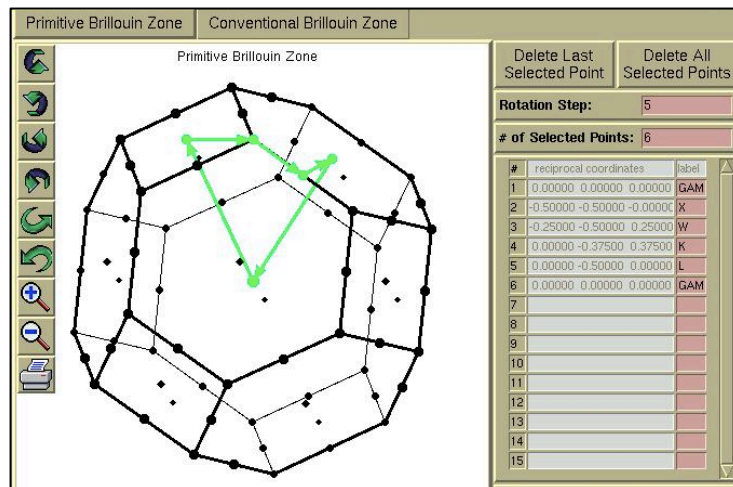 Primitive Brillouin Zone
Conventional Brillouin Zone
Primitive Brillouin Zone
Delete Last
Selected Point
Delete All
Selected Points
Rotation Step:
5
# of Selected Points:
6
# reciprocal coordinates label
1 0.00000 0.00000 0.00000 GAM
2 -0.50000 -0.50000 -0.00000 X
3 -0.25000 -0.50000 0.25000 W
4 0.00000 -0.37500 0.37500 K
5 0.00000 -0.50000 0.00000 L
6 0.00000 0.00000 0.00000 GAM
7
8
9
10
11
12
13
14
15